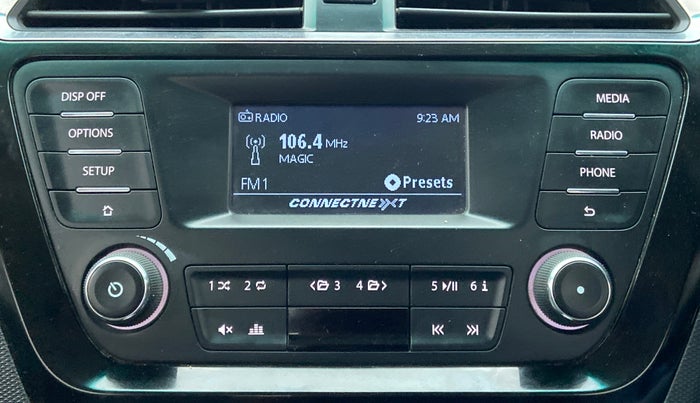 DISP OFF
OPTIONS
SETUP
RADIO 9:23 AM
106.4 MHz
MAGIC
FM1 Presets
CONNECTNEXT
MEDIA
RADIO
PHONE
1 2 3 4 5 6 i